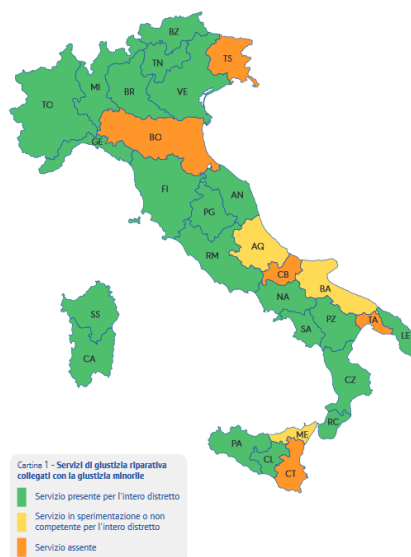 BZ
TS
TN
MI
BR
VE
TO
BO
GE
FI
AN
PG
AQ
RM
CB
BA
NA
SS
SA
PZ
TA
LE
CA
CZ
RC
ME
PA
CL
CT
Cartina 1 - Servizi di giustizia riparativa
collegati con la giustizia minorile
Servizio presente per l'intero distretto
Servizio in sperimentazione o non
competente per l'intero distretto
Servizio assente